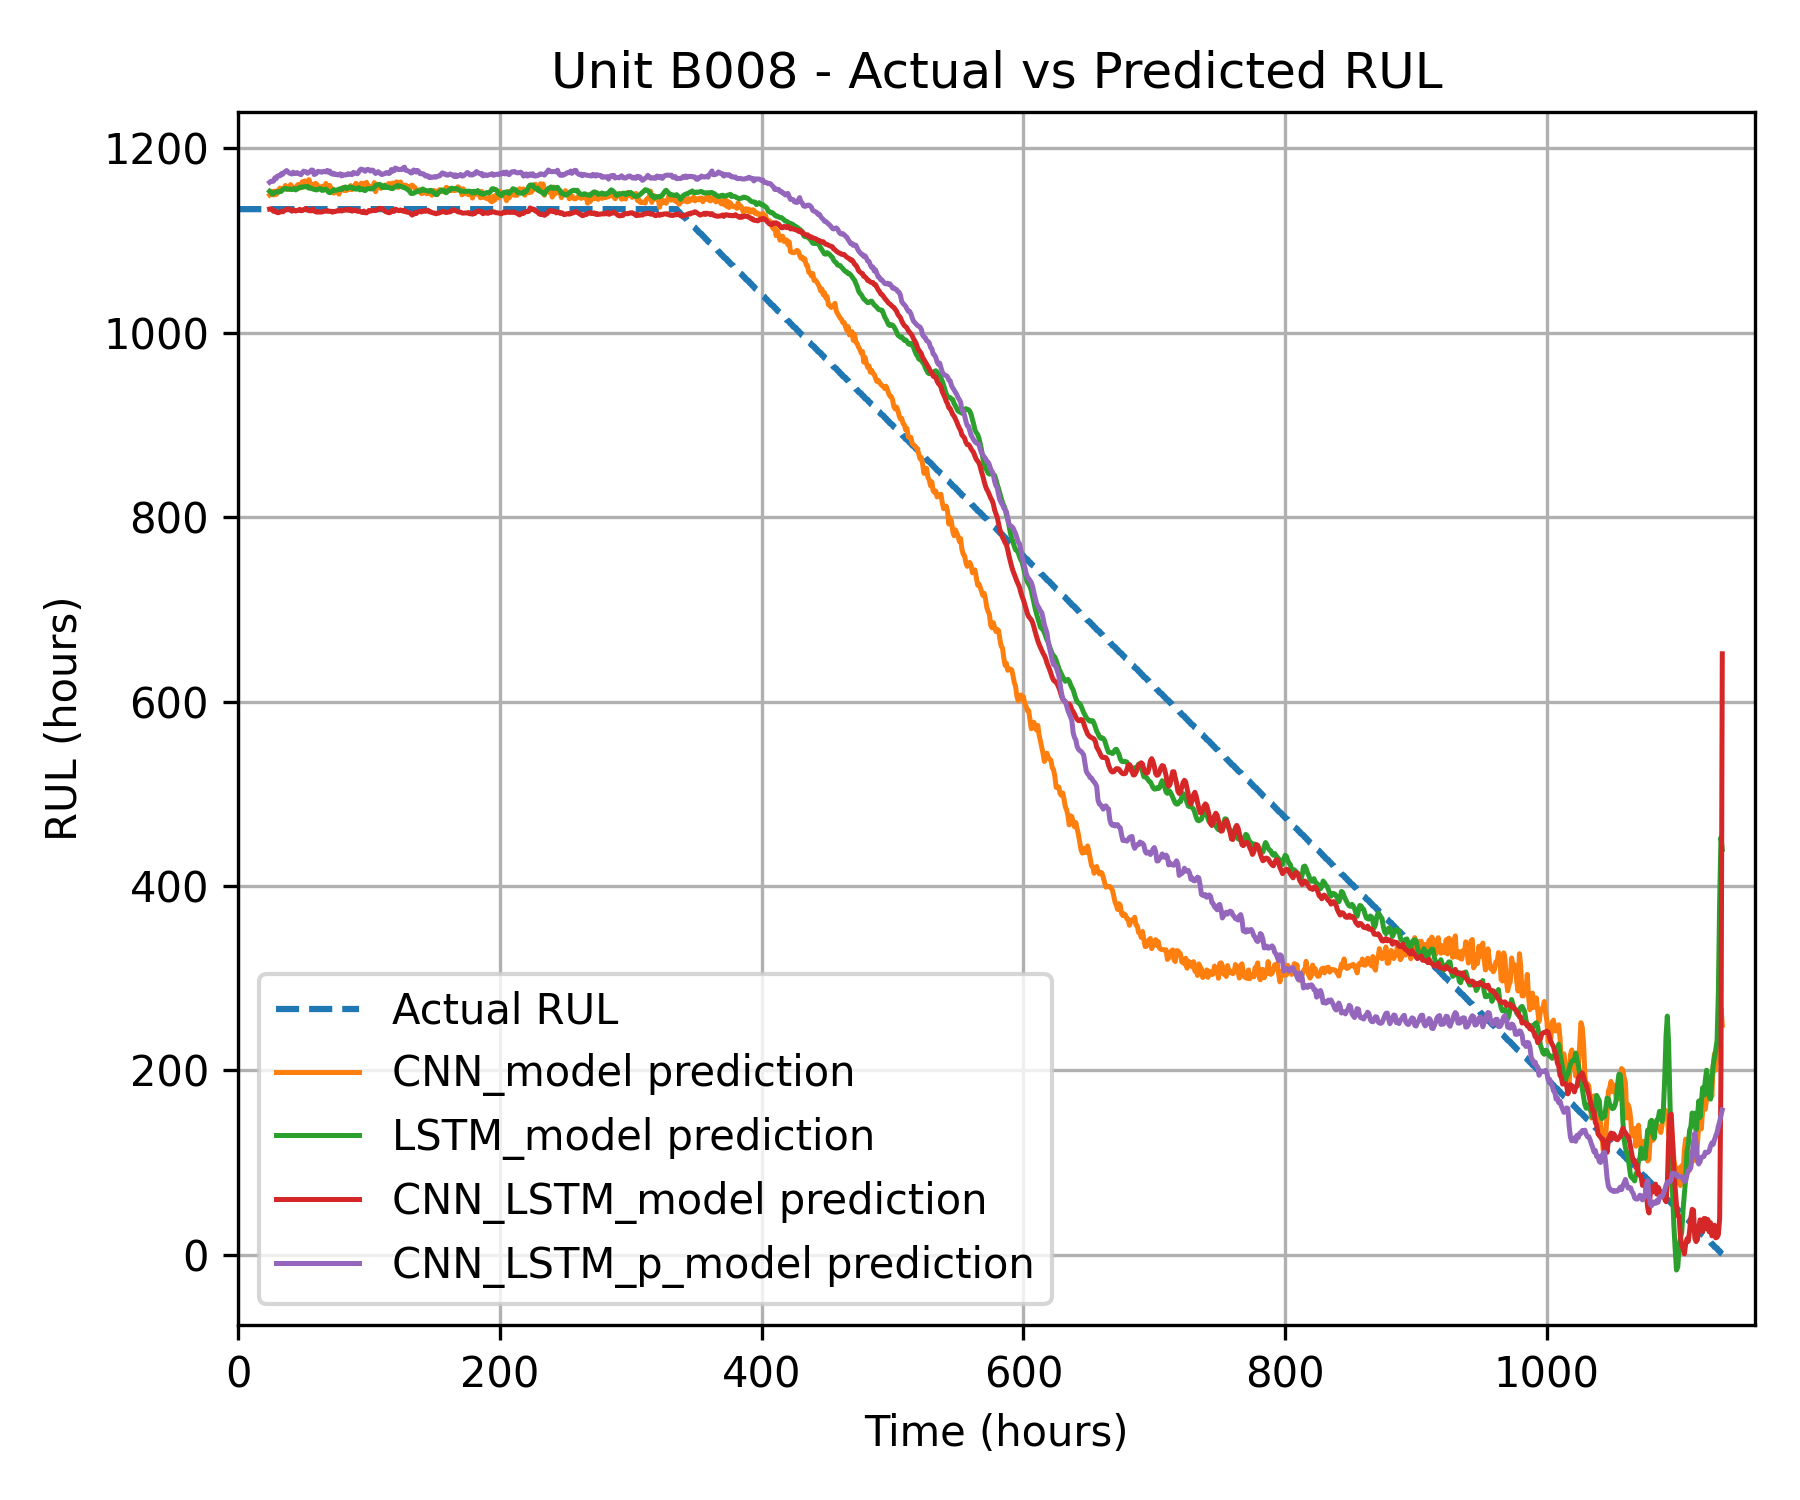 Unit B008 - Actual vs Predicted RUL
1200
1000
800
600
400
200
0
RUL (hours)
Actual RUL
CNN_model prediction
LSTM_model prediction
CNN_LSTM_model prediction
CNN_LSTM_p_model prediction
0 200 400 600 800 1000
Time (hours)